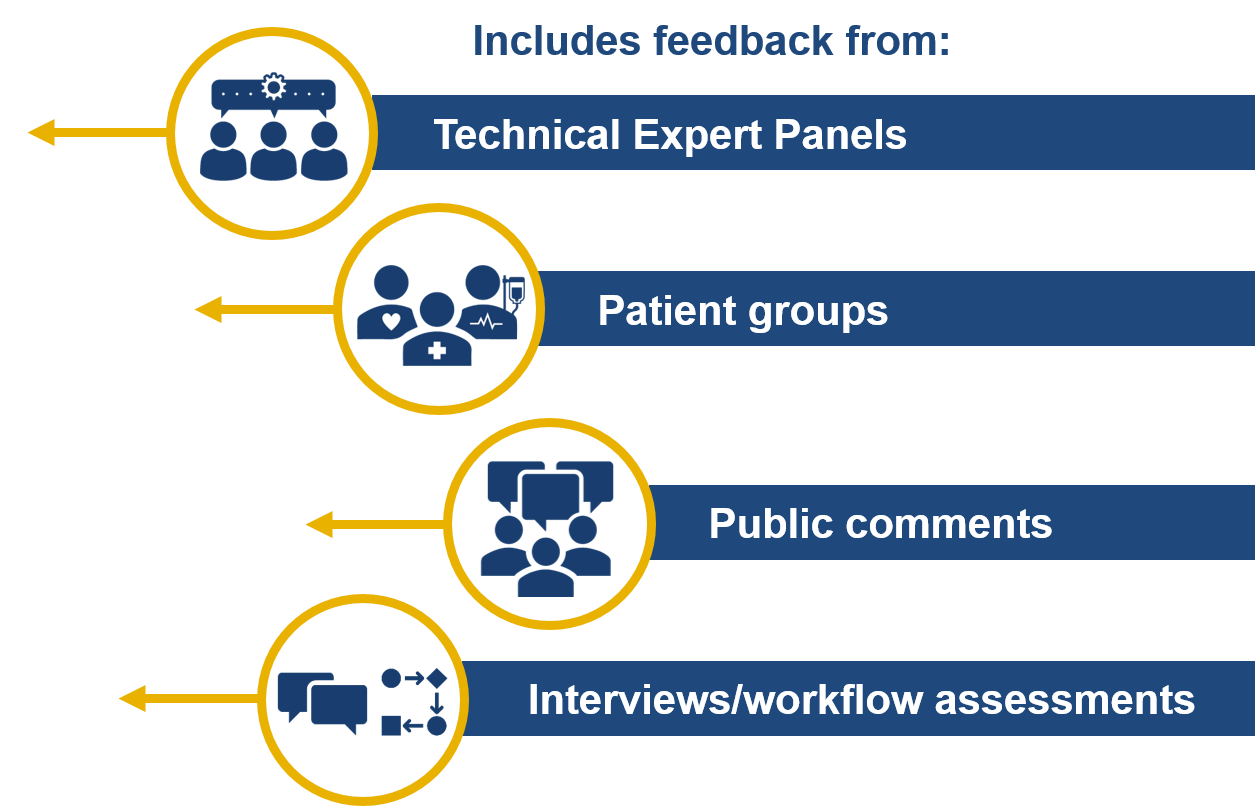 Includes feedback from:
Technical Expert Panels
Patient groups
Public comments
Interviews/workflow assessments